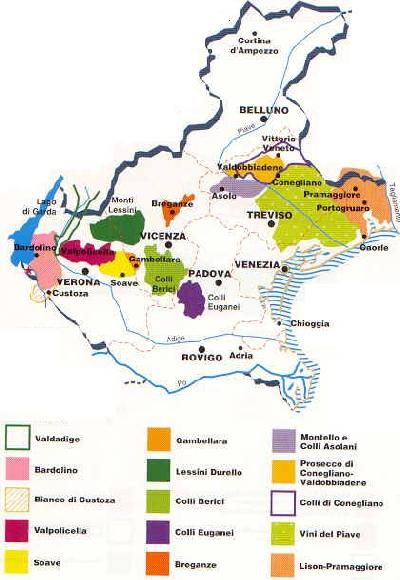 Cortina
d'Ampezzo
BELLUNO
Piave
Vittorio
Veneto
Valdobbiadene
Conegliano
Asolo
Pramaggiore
Portogruaro
Tagliamento
Caorle
TREVISO
Lago
di Garda
Monti
Lessini
Breganze
VICENZA
Bardolino
Valpolicella
Gambellara
VERONA
Soave
Custoza
Colli
Berici
PADOVA
VENEZIA
Colli
Euganei
Chioggia
Adige
ROVIGO
Adria
Po
Valdadige
Gambellara
Montello e
Colli Asolani
Bardolino
Lessini Durello
Prosecco di
Conegliano-
Valdobbiadene
Bianco di Custoza
Colli Berici
Colli di Conegliano
Valpolicella
Colli Euganei
Vini del Piave
Soave
Breganze
Lison-Pramaggiore